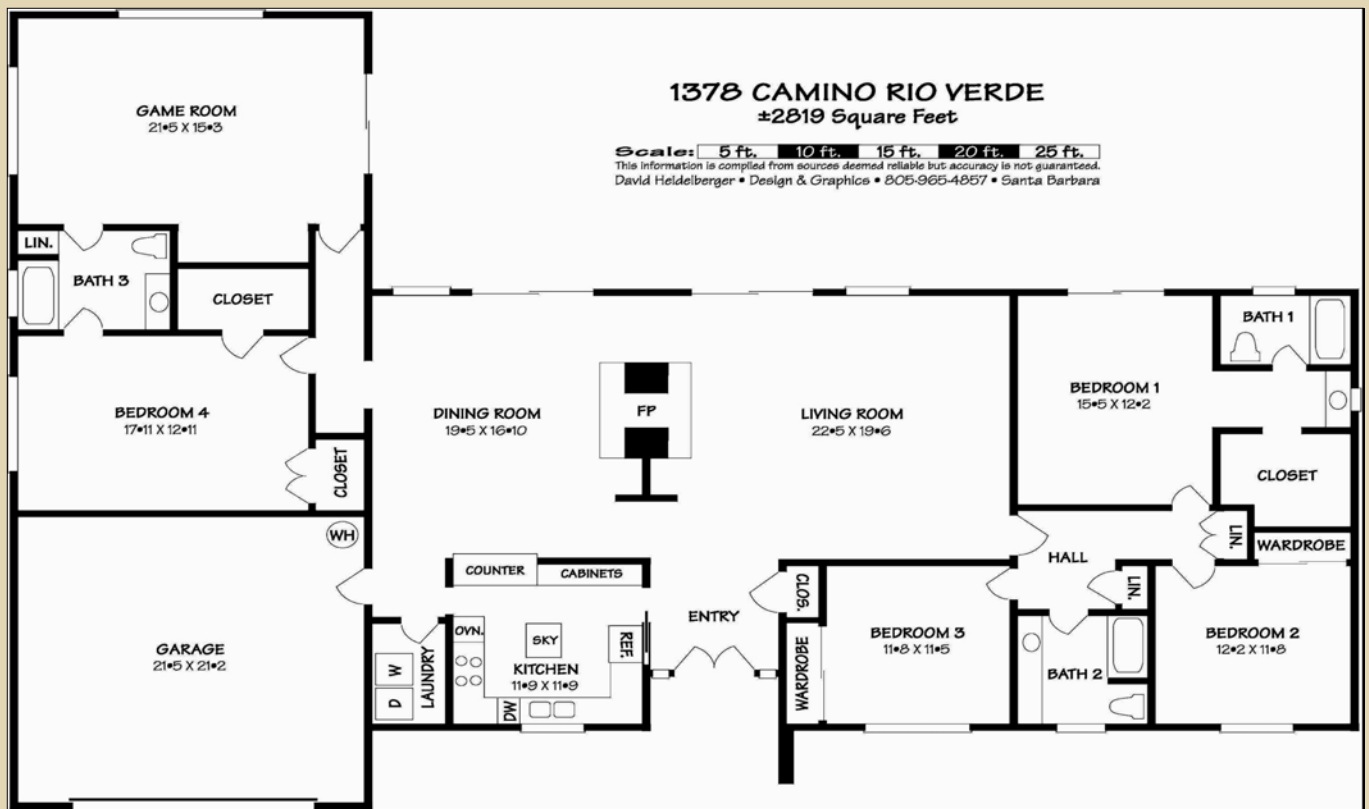 1378 CAMINO RIO VERDE
±2819 Square Feet
Scale: 5 ft. 10 ft. 15 ft. 20 ft. 25 ft.
This information is compiled from sources deemed reliable but accuracy is not guaranteed.
David Heidelberger • Design & Graphics • 805-965-4857 • Santa Barbara
GAME ROOM
21•5 X 15•3
LIN.
BATH 3
CLOSET
BEDROOM 4
17•11 X 12•11
CLOSET
DINING ROOM
19•5 X 16•10
FP
LIVING ROOM
22•5 X 19•6
BEDROOM 1
15•5 X 12•2
BATH 1
CLOSET
WH
GARAGE
21•5 X 21•2
COUNTER
CABINETS
OVN.
SKY
REF.
KITCHEN
11•9 X 11•9
DW
W
D
LAUNDRY
ENTRY
CLOS.
WARDROBE
BEDROOM 3
11•8 X 11•5
HALL
LIN.
LIN.
WARDROBE
BATH 2
BEDROOM 2
12•2 X 11•8